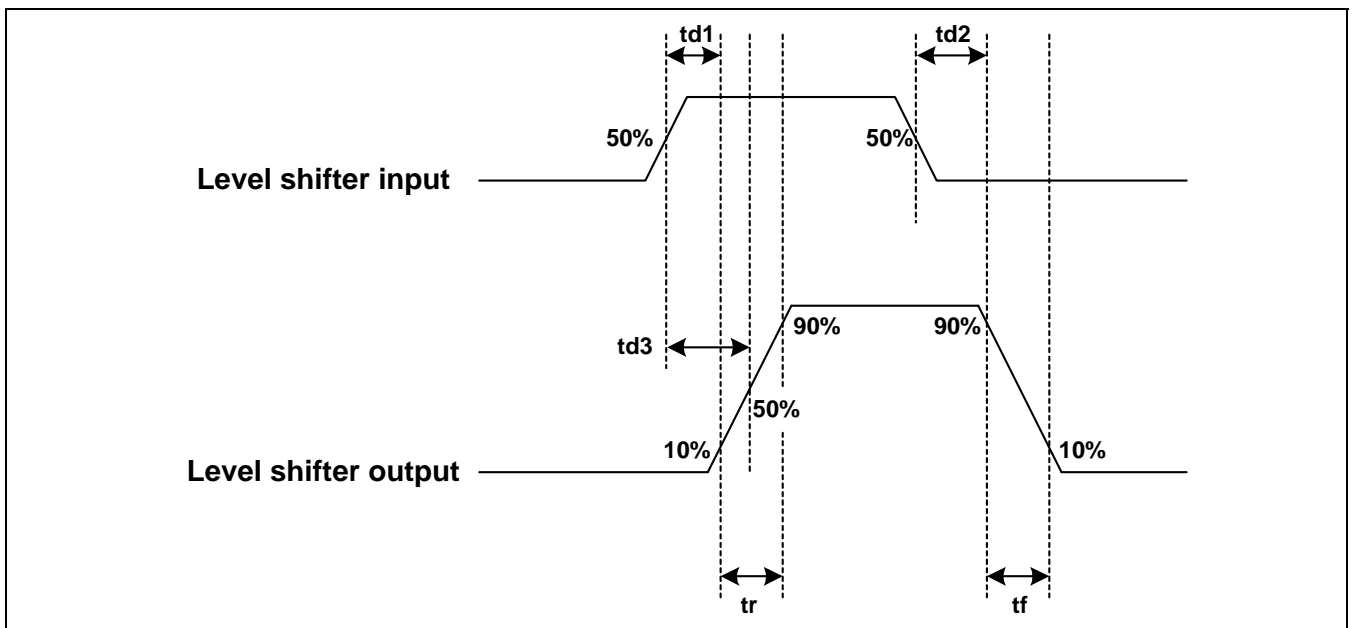 td1
td2
50%
50%
Level shifter input
td3
90%
90%
50%
10%
10%
Level shifter output
tr
tf